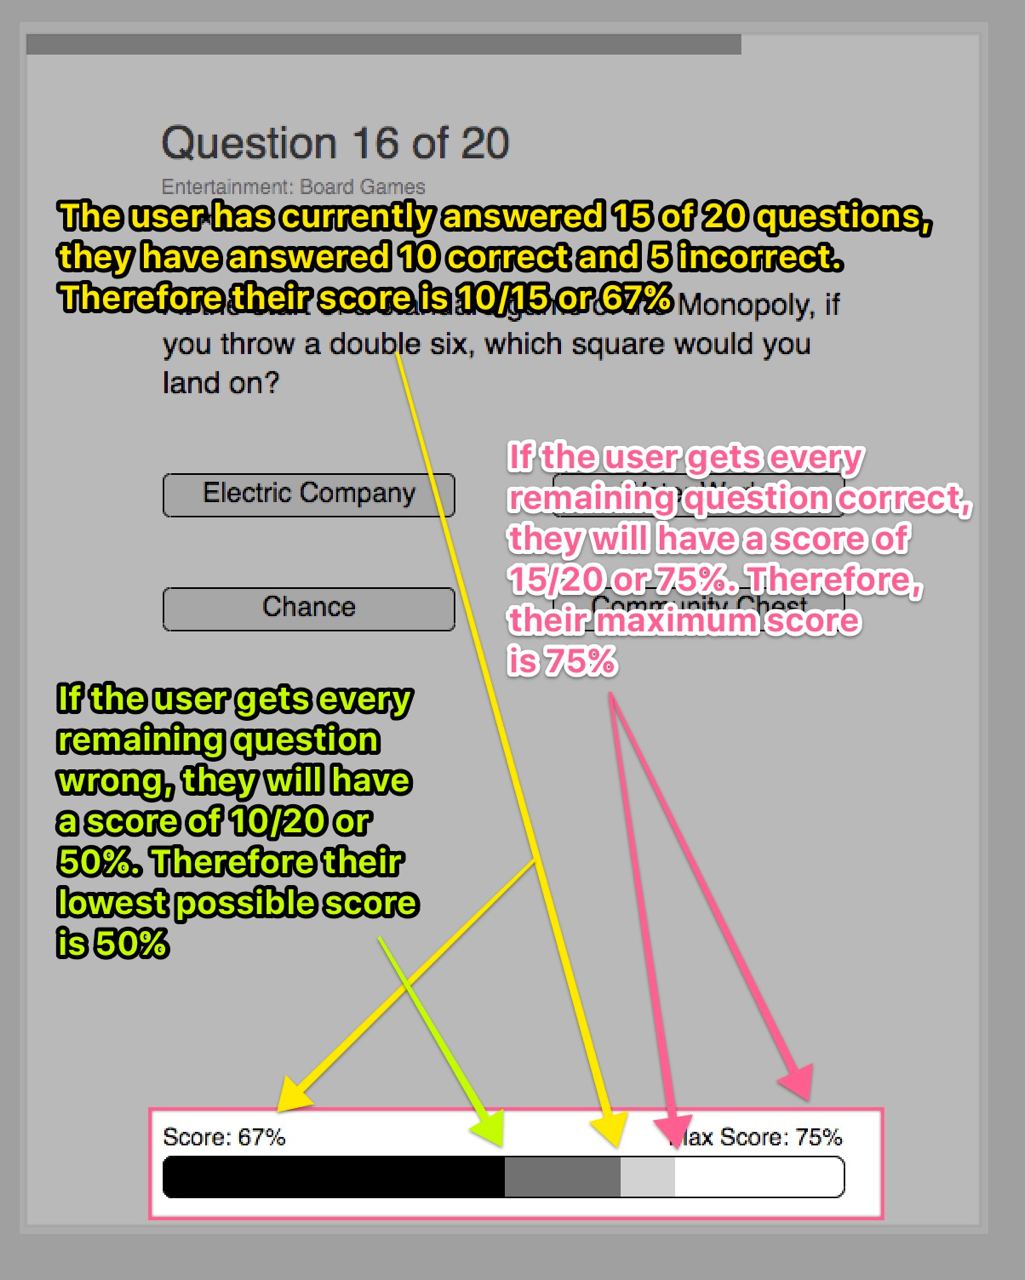 Question 16 of 20
Entertainment: Board Games
The user has currently answered 15 of 20 questions,
they have answered 10 correct and 5 incorrect.
Therefore their score is 10/15 or 67%
Monopoly, if
you throw a double six, which square would you
land on?
If the user gets every
remaining question correct,
they will have a score of
15/20 or 75%. Therefore,
their maximum score
is 75%
Electric Company
Chance
Community Chest
If the user gets every
remaining question
wrong, they will have
a score of 10/20 or
50%. Therefore their
lowest possible score
is 50%
Score: 67%
Max Score: 75%